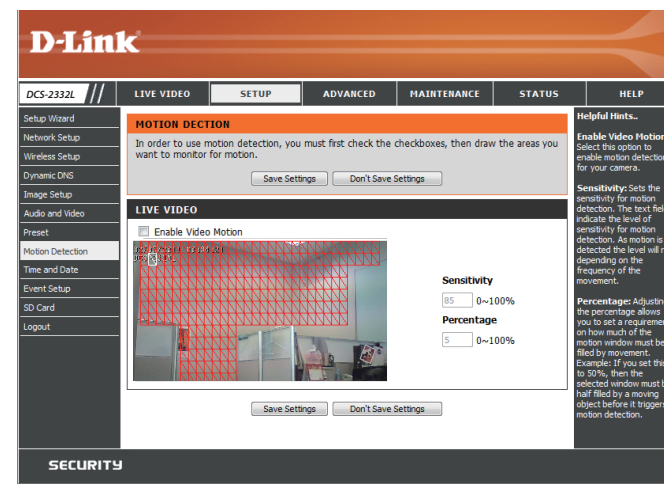 D-Link
DCS-2332L // LIVE VIDEO SETUP ADVANCED MAINTENANCE STATUS HELP
Setup Wizard
Network Setup
Wireless Setup
Dynamic DNS
Image Setup
Audio and Video
Preset
Motion Detection
Time and Date
Event Setup
SD Card
Logout
MOTION DECTION
In order to use motion detection, you must first check the checkboxes, then draw the areas you
want to monitor for motion.
Save Settings Don't Save Settings
LIVE VIDEO
Enable Video Motion
Sensitivity
85 0~100%
Percentage
5 0~100%
Save Settings Don't Save Settings
Helpful Hints..
Enable Video Motion
Select this option to
enable motion detection
for your camera.
Sensitivity: Sets the
sensitivity for motion
detection. The text fiel
indicate the level of
sensitivity for motion
detection. As motion is
detected the level will r
depending on the
frequency of the
movement.
Percentage: Adjusting
the percentage allows
you to set a requiremen
on how much of the
motion window must be
filled by movement.
Example: If you set this
to 50%, then the
selected window must b
half filled by a moving
object before it triggers
motion detection.
SECURITY